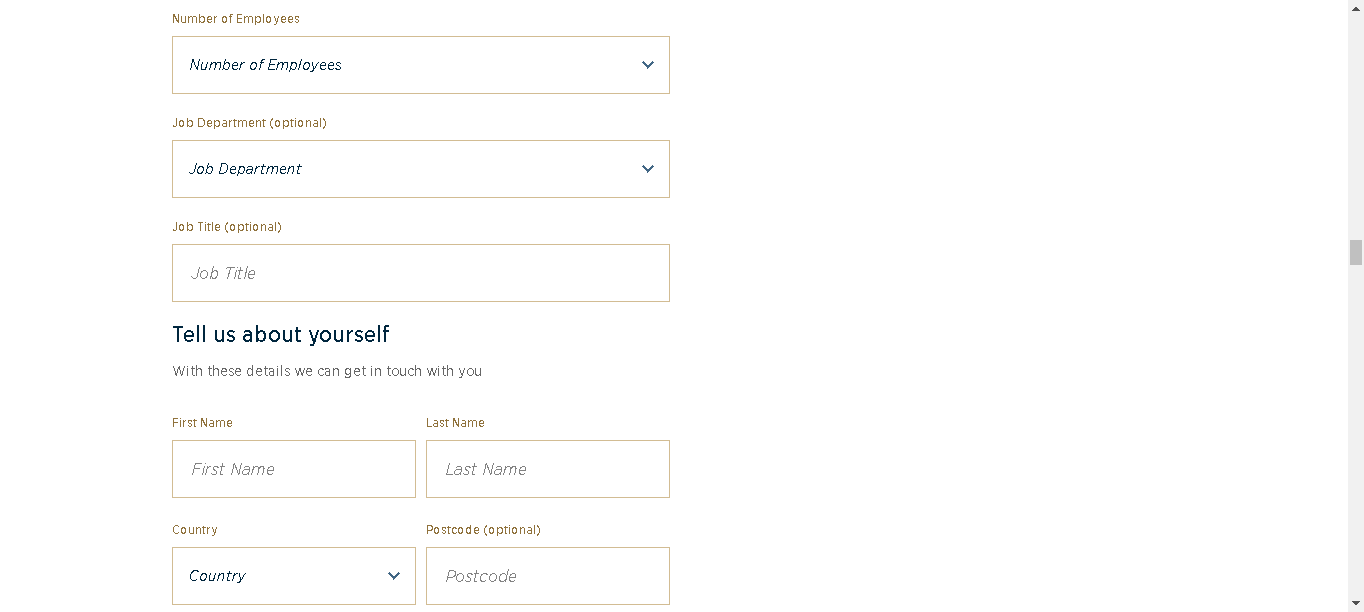 Number of Employees
Number of Employees
Job Department (optional)
Job Department
Job Title (optional)
Job Title
Tell us about yourself
With these details we can get in touch with you
First Name Last Name
First Name Last Name
Country Postcode (optional)
Country Postcode